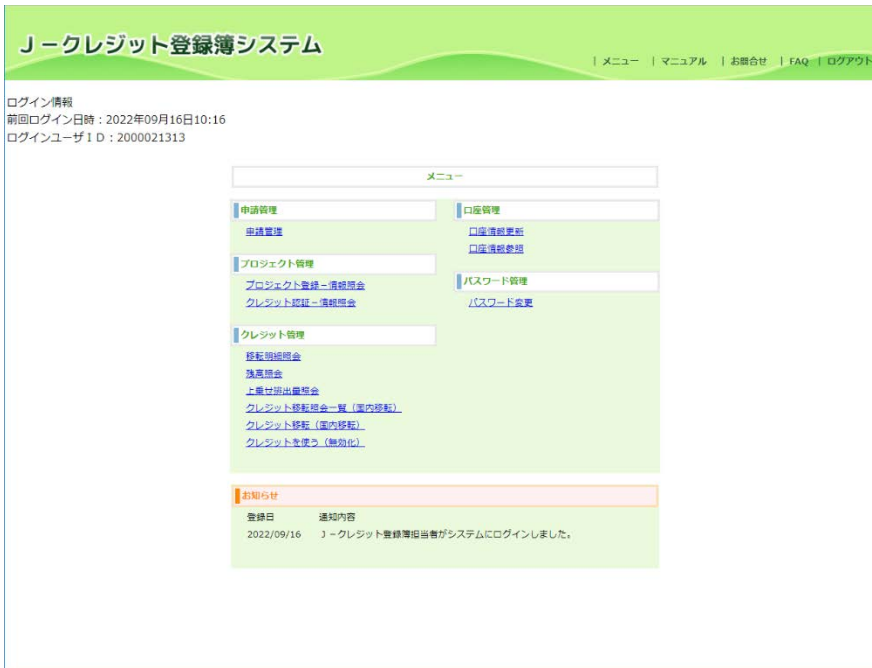 Ｊ－クレジット登録簿システム
| メニュー | マニュアル | お問合せ | FAQ | ログアウト
ログイン情報
前回ログイン日時：2022年09月16日10:16
ログインユーザＩＤ：2000021313
メニュー
申請管理
申請管理
プロジェクト管理
プロジェクト登録－情報照会
クレジット認証－情報照会
クレジット管理
移転明細照会
残高照会
上乗せ排出量照会
クレジット移転照会一覧（国内移転）
クレジット移転（国内移転）
クレジットを使う（無効化）
口座管理
口座情報更新
口座情報参照
パスワード管理
パスワード変更
お知らせ
登録日 通知内容
2022/09/16 Ｊ－クレジット登録簿担当者がシステムにログインしました。